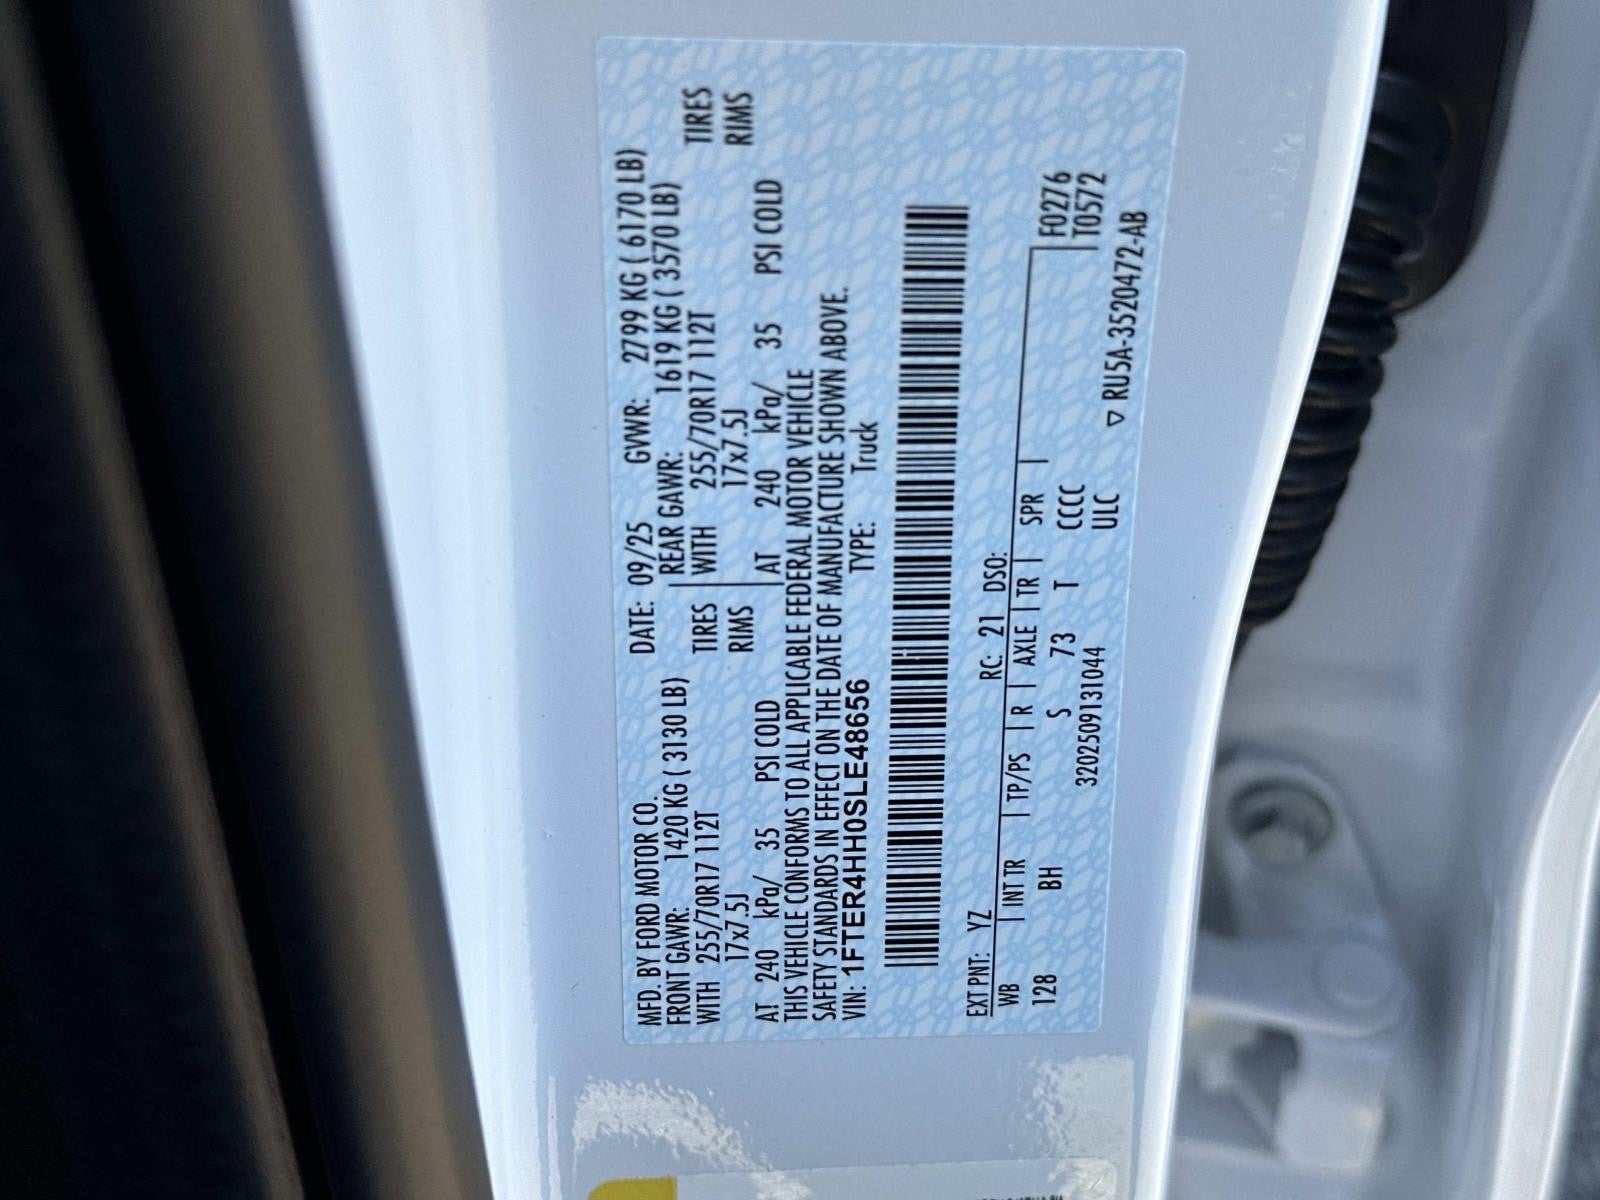 MFD. BY FORD MOTOR CO. DATE: 09/25 GVWR: 2799 KG ( 6170 LB)
FRONT GAWR: 1420 KG ( 3130 LB) REAR GAWR: 1619 KG ( 3570 LB)
WITH 255/70R17 112T TIRES WITH 255/70R17 112T TIRES
17x7.5J RIMS 17x7.5J RIMS
AT 240 kPa/ 35 PSI COLD AT 240 kPa/ 35 PSI COLD
THIS VEHICLE CONFORMS TO ALL APPLICABLE FEDERAL MOTOR VEHICLE
SAFETY STANDARDS IN EFFECT ON THE DATE OF MANUFACTURE SHOWN ABOVE.
VIN: 1FTER4HH0SLE48656 TYPE: Truck
EXT PNT: YZ RC: 21 DSO:
WB | INT TR | TP/PS | R | AXLE | TR | SPR | F0276
128 BH S 73 T CCCC T0572
3202509131044 ULC
▽ RU5A-3520472-AB